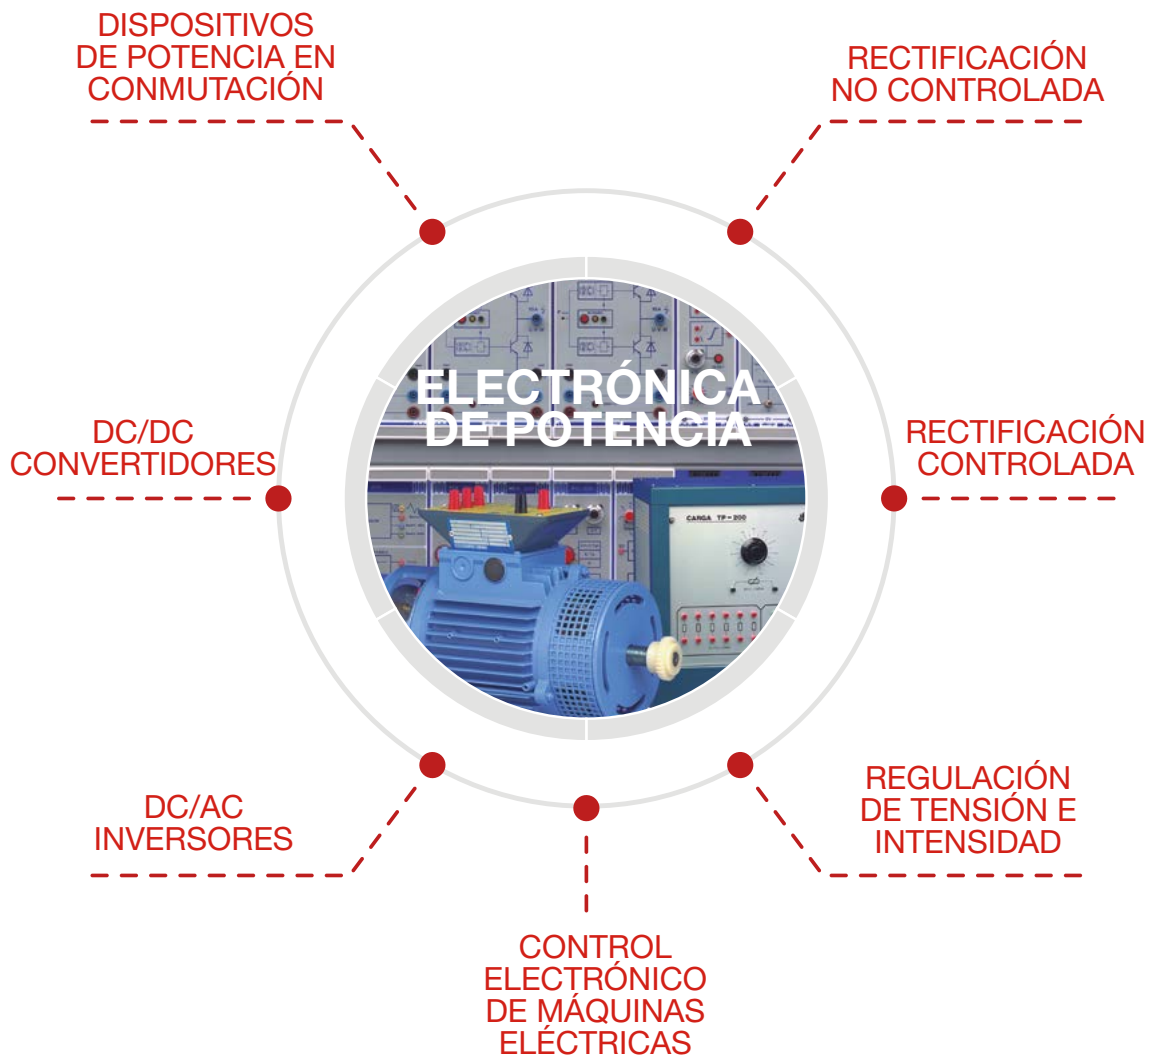 DISPOSITIVOS
DE POTENCIA EN
CONMUTACIÓN
RECTIFICACIÓN
NO CONTROLADA
ELECTRÓNICA
DE POTENCIA
DC/DC
CONVERTIDORES
RECTIFICACIÓN
CONTROLADA
CARGA TP-200
DC/AC
INVERSORES
REGULACIÓN
DE TENSIÓN E
INTENSIDAD
CONTROL
ELECTRÓNICO
DE MÁQUINAS
ELÉCTRICAS